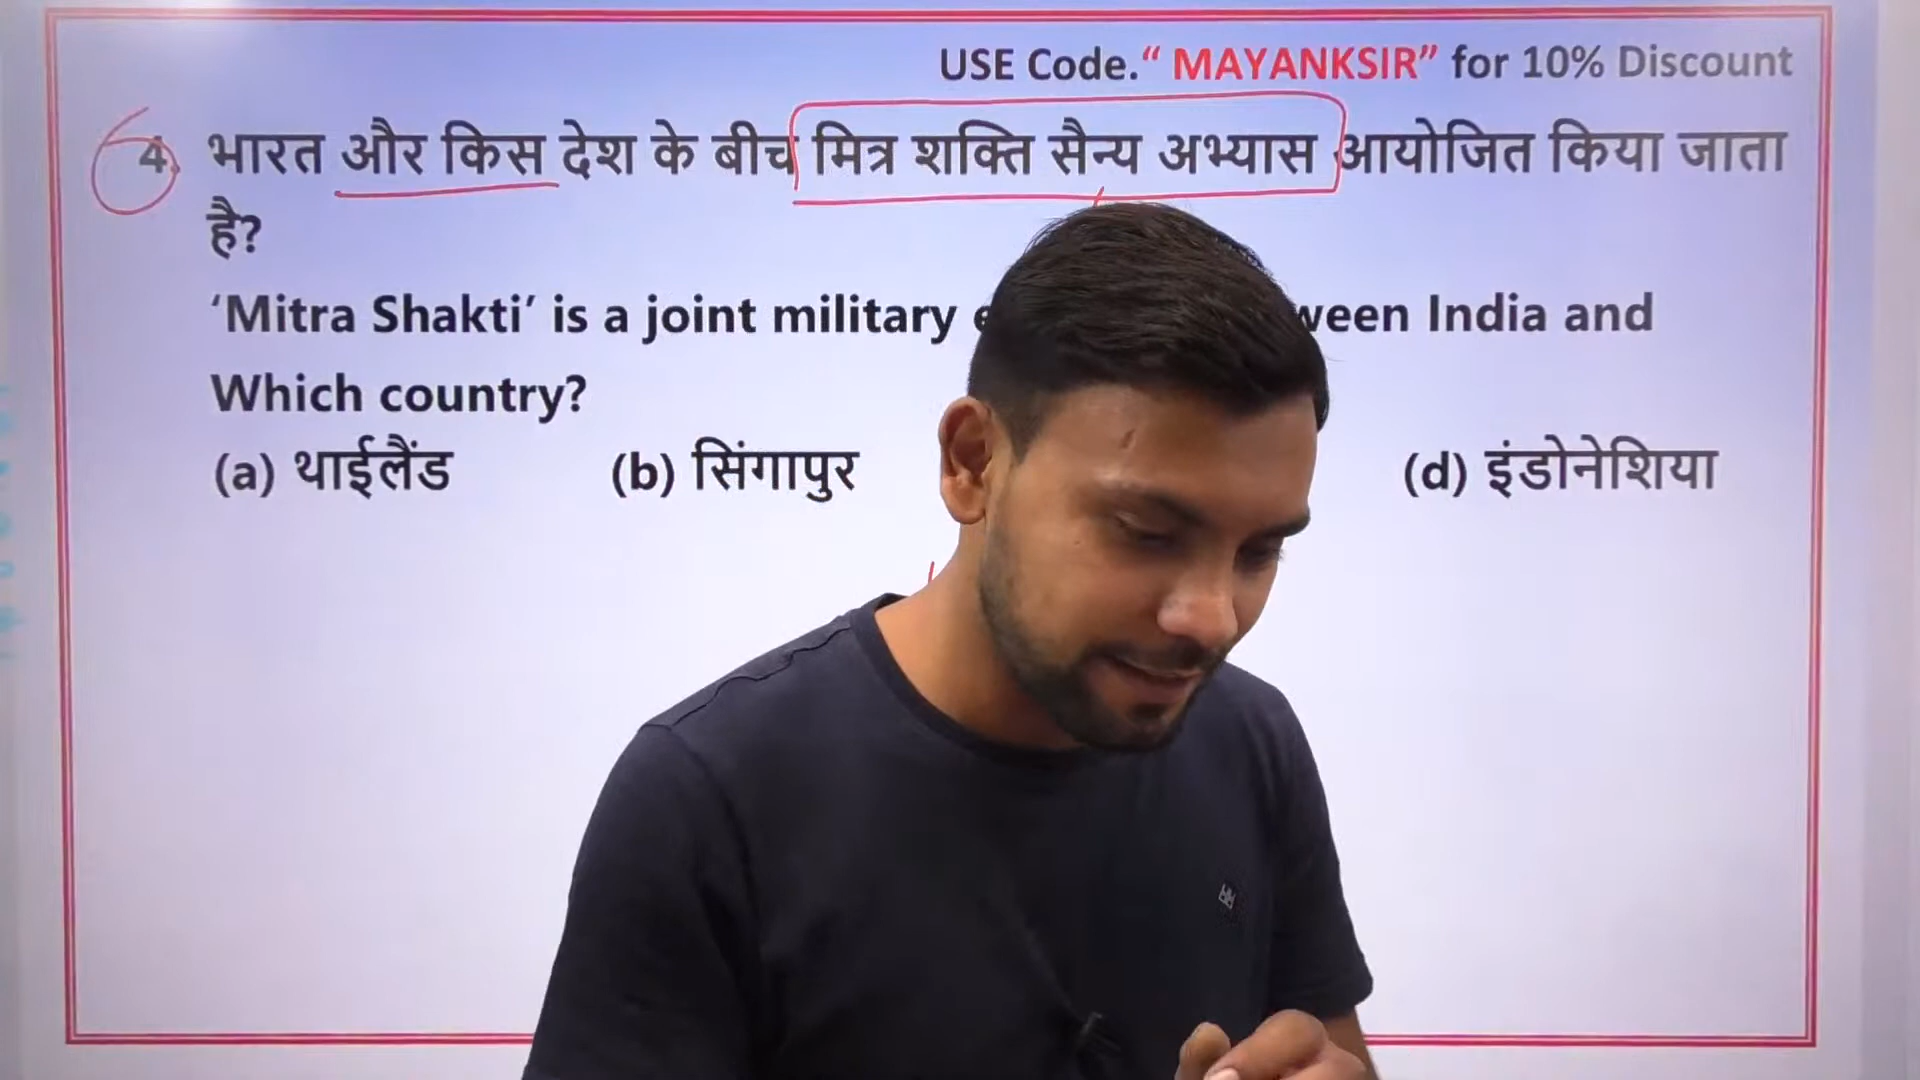 USE Code.“ MAYANKSIR” for 10% Discount
4. भारत और किस देश के बीच मित्र शक्ति सैन्य अभ्यास आयोजित किया जाता
है?
‘Mitra Shakti’ is a joint military India and
Which country?
(a) थाईलैंड (b) सिंगापुर (d) इंडोनेशिया